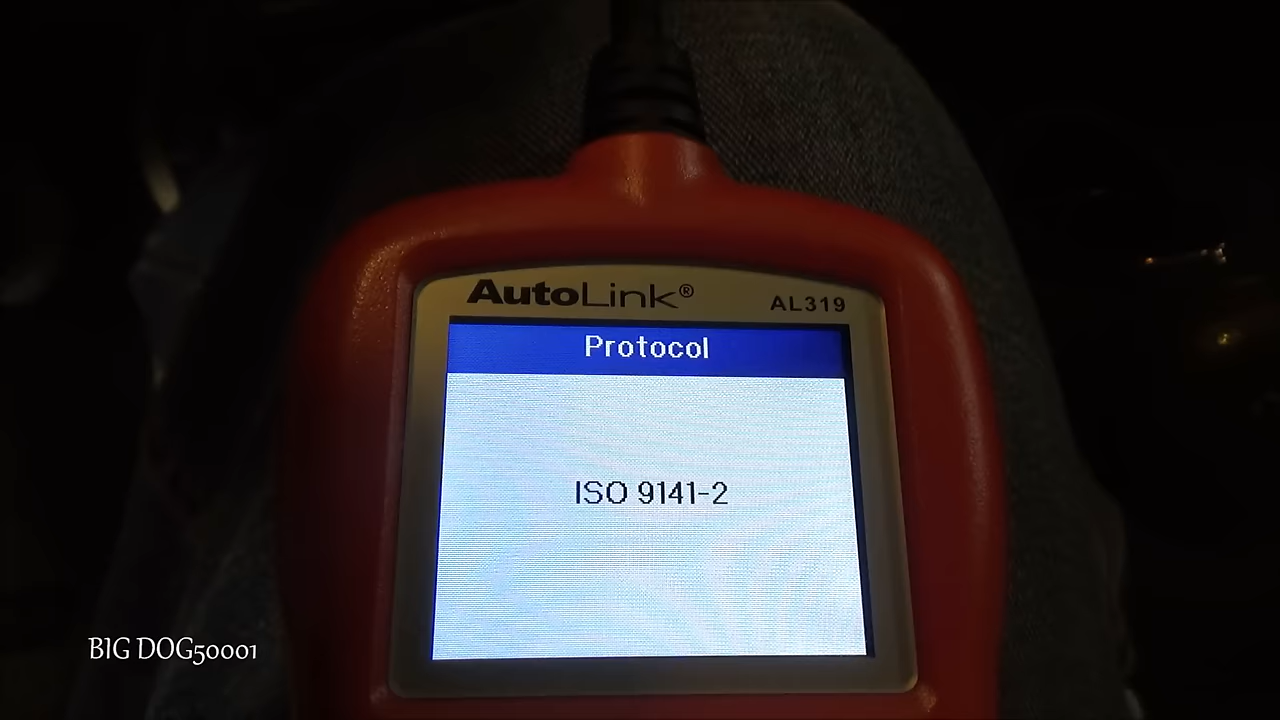 AutoLink®
AL319
Protocol
ISO 9141-2
BIG DOG50001